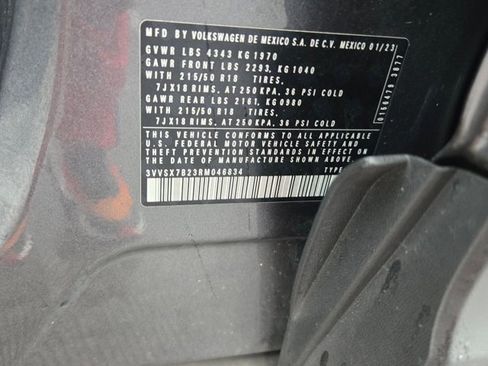 MFD BY VOLKSWAGEN DE MEXICO S.A. DE C.V. MEXICO 01/23
GVWR LBS 4343 KG 1970
GAWR FRONT LBS 2293, KG 1040
WITH 215/50 R18 TIRES,
7JX18 RIMS, AT 250 KPA, 36 PSI COLD
GAWR REAR LBS 2161, KG 0980
WITH 215/50 R18 TIRES,
7JX18 RIMS, AT 250 KPA, 36 PSI COLD
THIS VEHICLE CONFORMS TO ALL APPLICABLE
U.S. FEDERAL MOTOR VEHICLE SAFETY AND
THEFT PREVENTION STANDARDS IN EFFECT ON
THE DATE OF MANUFACTURE SHOWN ABOVE.
3VVSX7B23RM046834 TYPE
0150479 3077